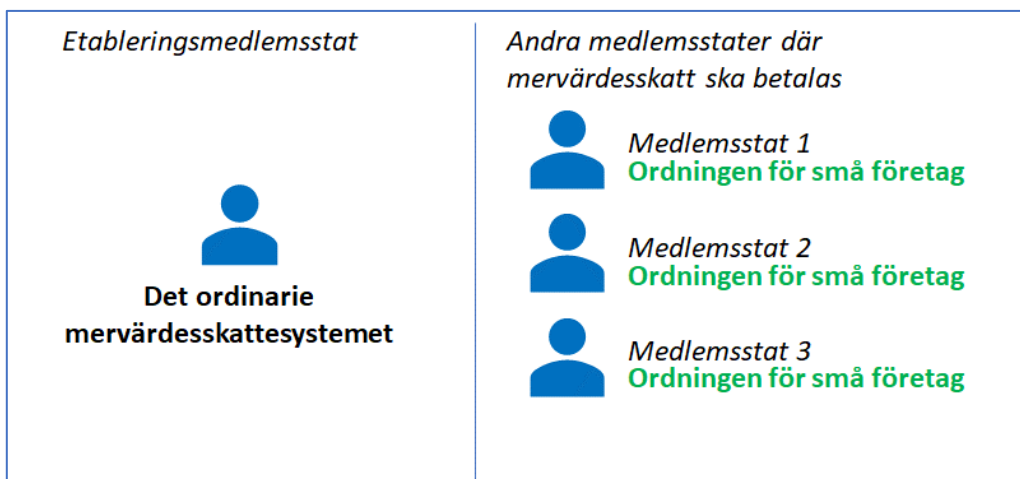 Etableringsmedlemsstat
Det ordinarie
mervärdesskattesystemet
Andra medlemsstater där
mervärdesskatt ska betalas
Medlemsstat 1
Ordningen för små företag
Medlemsstat 2
Ordningen för små företag
Medlemsstat 3
Ordningen för små företag